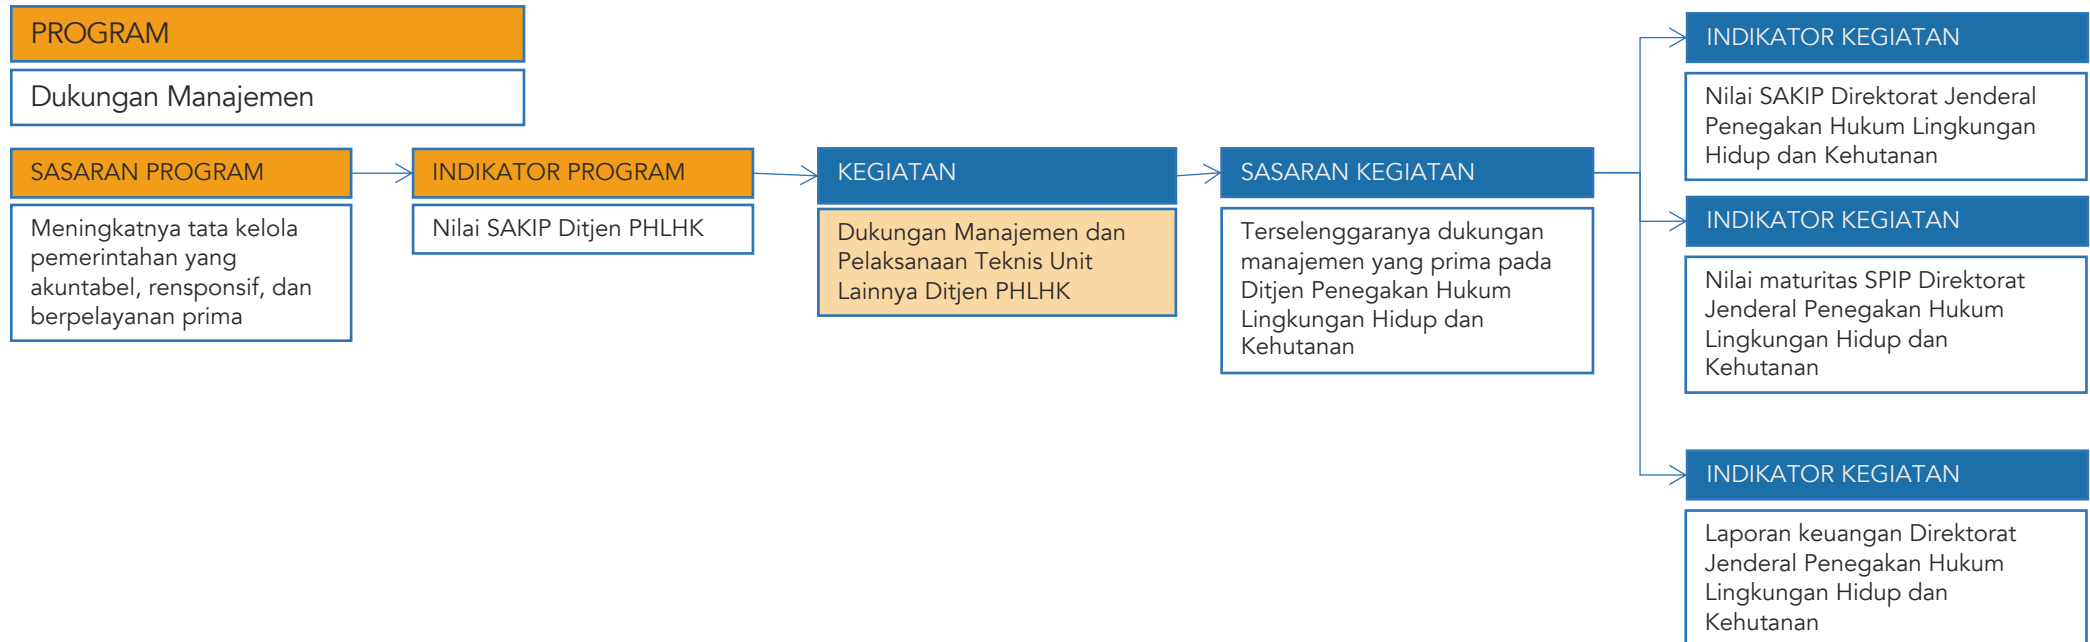 PROGRAM
Dukungan Manajemen
SASARAN PROGRAM
Meningkatnya tata kelola
pemerintahan yang
akuntabel, rensponsif, dan
berpelayanan prima
INDIKATOR PROGRAM
Nilai SAKIP Ditjen PHLHK
KEGIATAN
Dukungan Manajemen dan
Pelaksanaan Teknis Unit
Lainnya Ditjen PHLHK
SASARAN KEGIATAN
Terselenggaranya dukungan
manajemen yang prima pada
Ditjen Penegakan Hukum
Lingkungan Hidup dan
Kehutanan
INDIKATOR KEGIATAN
Nilai SAKIP Direktorat Jenderal
Penegakan Hukum Lingkungan
Hidup dan Kehutanan
INDIKATOR KEGIATAN
Nilai maturitas SPIP Direktorat
Jenderal Penegakan Hukum
Lingkungan Hidup dan
Kehutanan
INDIKATOR KEGIATAN
Laporan keuangan Direktorat
Jenderal Penegakan Hukum
Lingkungan Hidup dan
Kehutanan